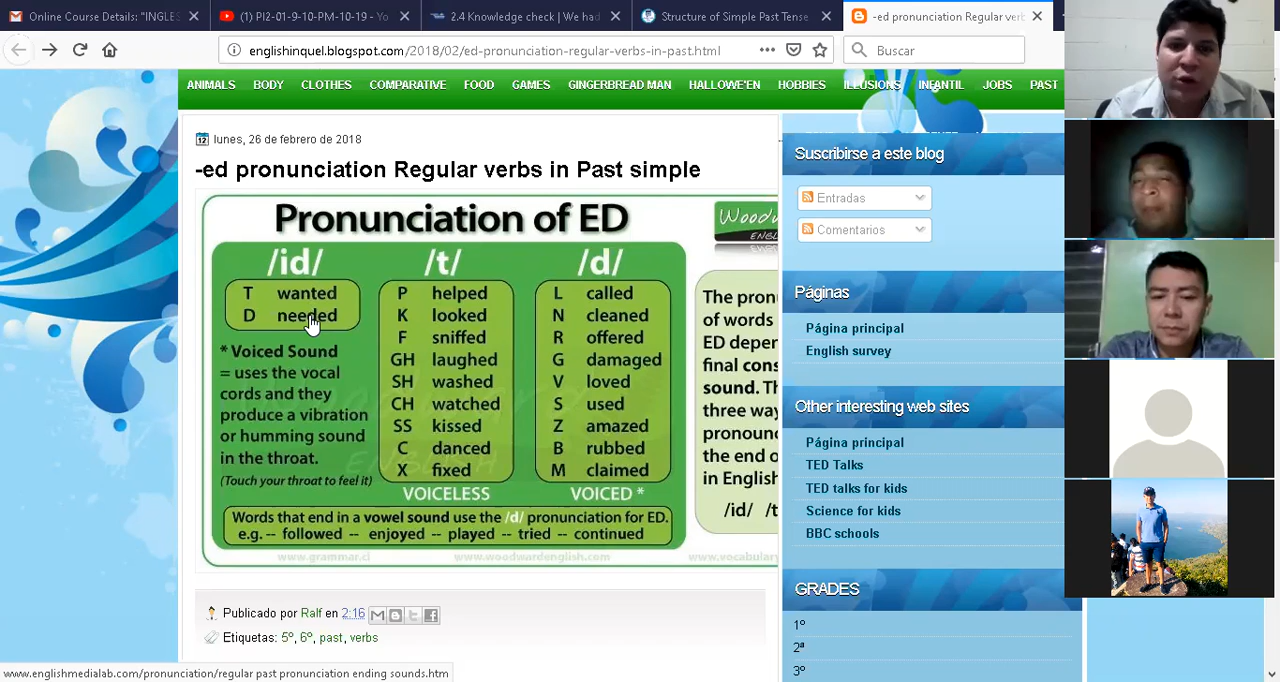 Online Course Details: "INGLES
(1) PI2-01-9-10-PM-10-19 - Yo
2.4 Knowledge check | We had
Structure of Simple Past Tense
-ed pronunciation Regular verb
englishinquel.blogspot.com/2018/02/ed-pronunciation-regular-verbs-in-past.html
Buscar
ANIMALS BODY CLOTHES COMPARATIVE FOOD GAMES GINGERBREAD MAN HALLOWE'EN HOBBIES ILLUSIONS INFANTIL JOBS PAST
lunes, 26 de febrero de 2018
-ed pronunciation Regular verbs in Past simple
Pronunciation of ED
Woodw
ENGL
/id/
T wanted
D needed
* Voiced Sound
= uses the vocal
cords and they
produce a vibration
or humming sound
in the throat.
(Touch your throat to feel it)
/t/
P helped
K looked
F sniffed
GH laughed
SH washed
CH watched
SS kissed
C danced
X fixed
VOICELESS
/d/
L called
N cleaned
R offered
G damaged
V loved
S used
Z amazed
B rubbed
M claimed
VOICED *
Words that end in a vowel sound use the /d/ pronunciation for ED.
e.g. -- followed -- enjoyed -- played -- tried -- continued
www.grammar.cl www.woodwardenglish.com www.vocabulary
The pron
of words
ED depen
final cons
sound. Th
three way
pronoun
the end o
in English
/id/ /t
Publicado por Ralf en 2:16
Etiquetas: 5º, 6º, past, verbs
Suscribirse a este blog
Entradas
Comentarios
Páginas
Página principal
English survey
Other interesting web sites
Página principal
TED Talks
TED talks for kids
Science for kids
BBC schools
GRADES
1º
2ª
3º
www.englishmedialab.com/pronunciation/regular past pronunciation ending sounds.htm